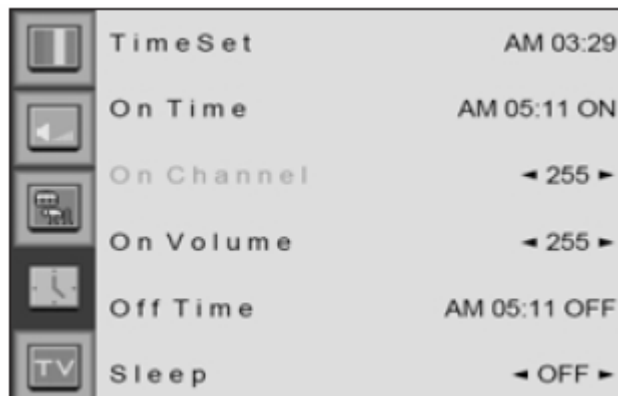 TimeSet AM 03:29
On Time AM 05:11 ON
On Channel ◄ 255 ►
On Volume ◄ 255 ►
Off Time AM 05:11 OFF
TV
Sleep ◄ OFF ►